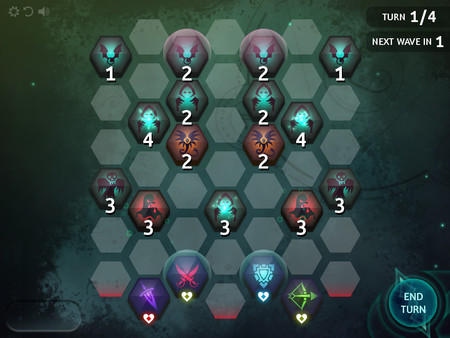 TURN 1/4
NEXT WAVE IN 1
1 2 2 1
2 2
4 4
2 2
3 3
3 3 3
END
TURN